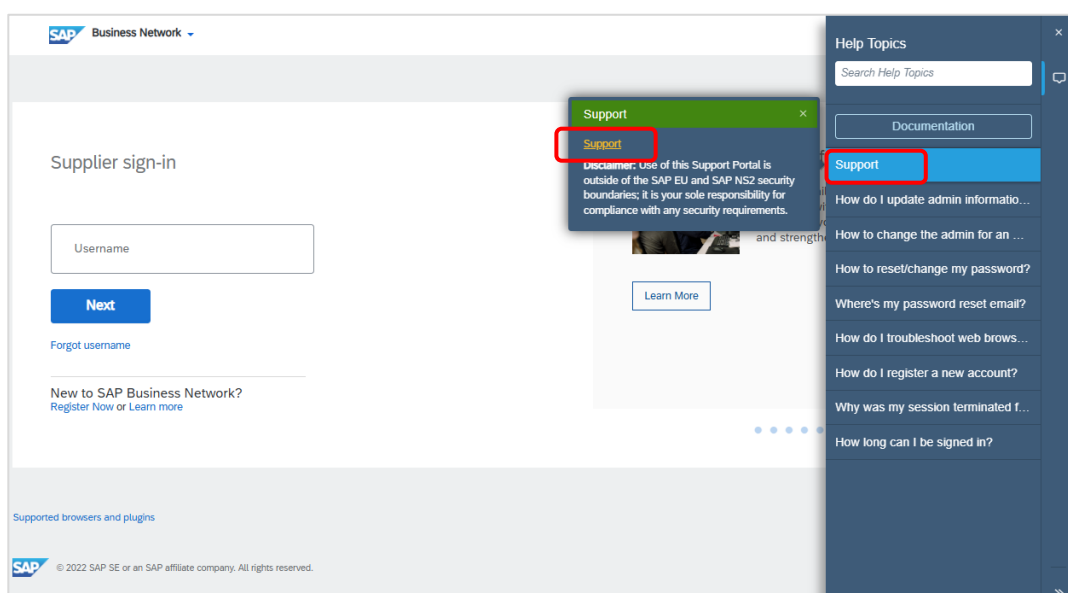 SAP Business Network
Supplier sign-in
Username
Next
Forgot username
New to SAP Business Network?
Register Now or Learn more
Support
Support
Disclaimer: Use of this Support Portal is
outside of the SAP EU and SAP NS2 security
boundaries; it is your sole responsibility for
compliance with any security requirements.
and strengthe
Learn More
Help Topics
Search Help Topics
Documentation
Support
How do I update admin informatio...
How to change the admin for an ...
How to reset/change my password?
Where's my password reset email?
How do I troubleshoot web brows...
How do I register a new account?
Why was my session terminated f...
How long can I be signed in?
Supported browsers and plugins
SAP © 2022 SAP SE or an SAP affiliate company. All rights reserved.